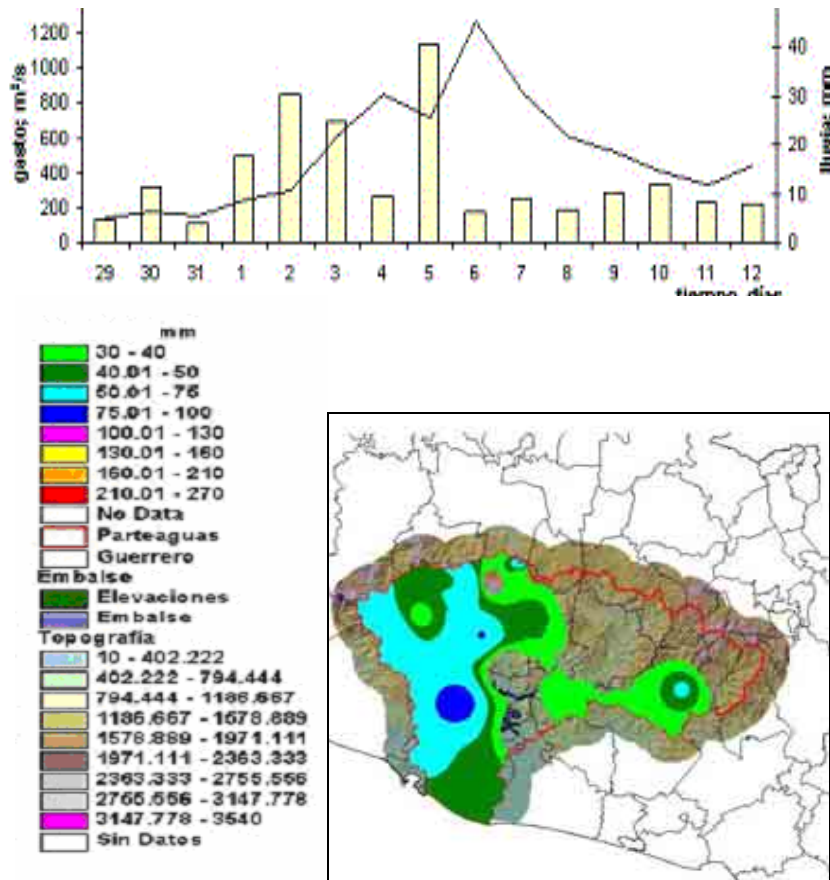 1200
1000
800
600
400
200
0
gasto; m³/s
40
30
20
10
0
lluvia; mm
29 30 31 1 2 3 4 5 6 7 8 9 10 11 12
tiempo, días
mm
30 - 40
40.01 - 50
50.01 - 75
75.01 - 100
100.01 - 130
130.01 - 160
160.01 - 210
210.01 - 270
No Data
Parteaguas
Guerrero
Embalse
Elevaciones
Embalse
Topografía
10 - 402.222
402.222 - 794.444
794.444 - 1186.667
1186.667 - 1578.889
1578.889 - 1971.111
1971.111 - 2363.333
2363.333 - 2755.556
2755.556 - 3147.778
3147.778 - 3540
Sin Datos